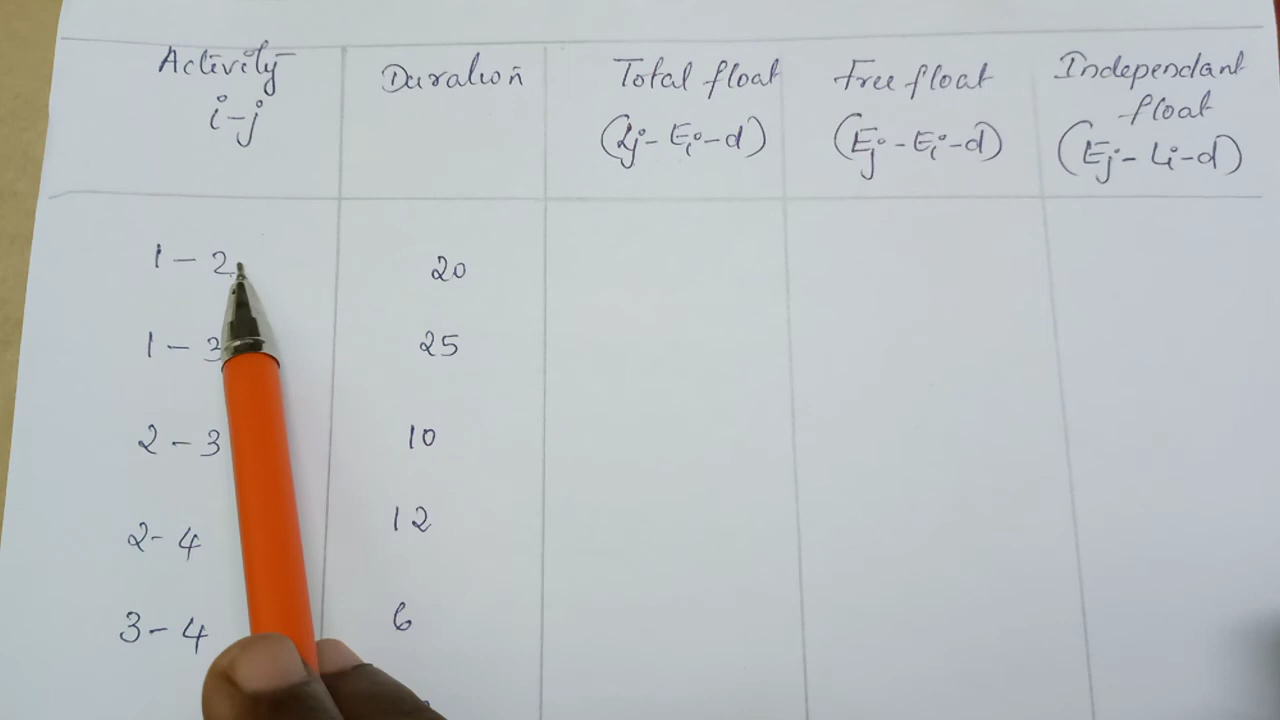 Activity Duration Total float Free float Independant
i-j (Lj - Ei - d) (Ej - Ei - d) float
(Ej - Li - d)
1 - 2 20
1 - 3 25
2 - 3 10
2 - 4 12
3 - 4 6